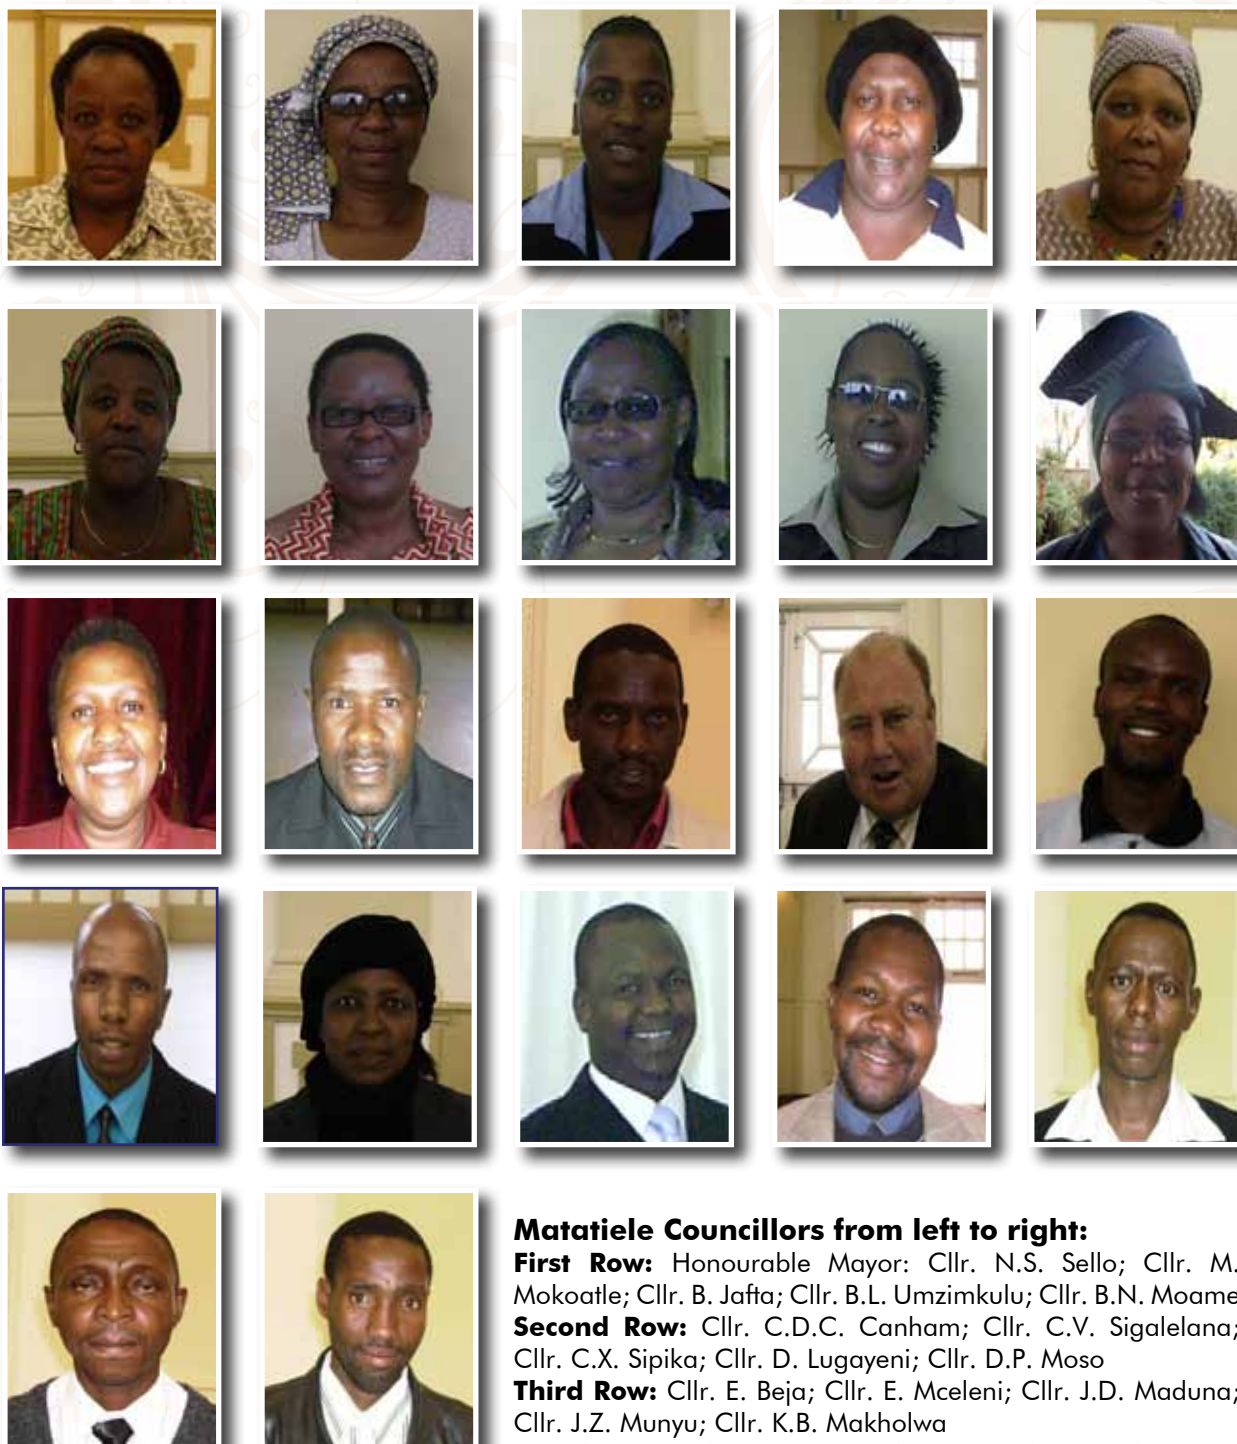 Matatiele Councillors from left to right:
First Row: Honourable Mayor: Cllr. N.S. Sello; Cllr. M.
Mokoatle; Cllr. B. Jafta; Cllr. B.L. Umzimkulu; Cllr. B.N. Moame
Second Row: Cllr. C.D.C. Canham; Cllr. C.V. Sigalelana;
Cllr. C.X. Sipika; Cllr. D. Lugayeni; Cllr. D.P. Moso
Third Row: Cllr. E. Beja; Cllr. E. Mceleni; Cllr. J.D. Maduna;
Cllr. J.Z. Munyu; Cllr. K.B. Makholwa